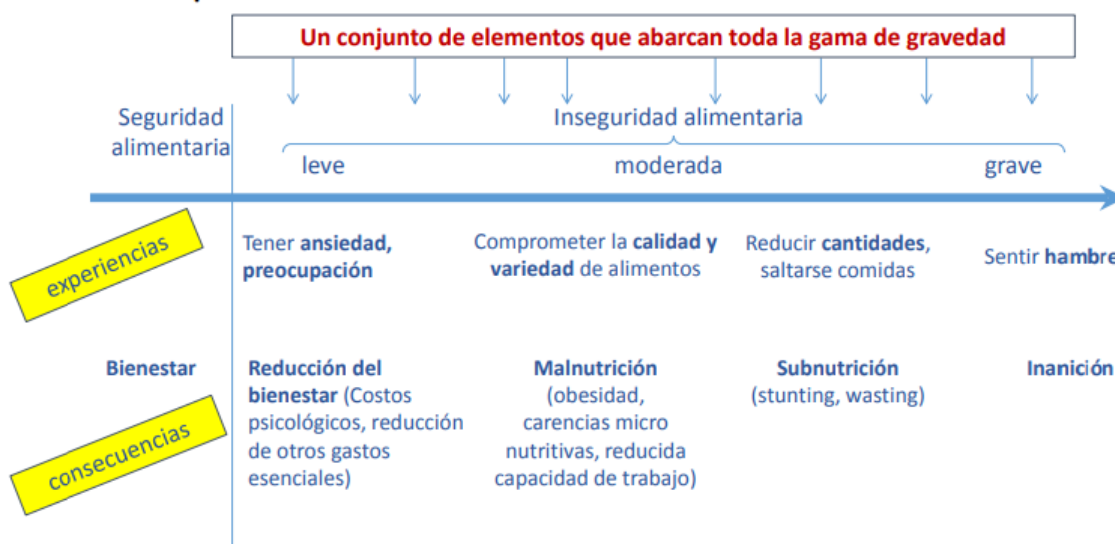 Un conjunto de elementos que abarcan toda la gama de gravedad
Seguridad
alimentaria
Inseguridad alimentaria
leve
moderada
grave
experiencias
Tener ansiedad,
preocupación
Comprometer la calidad y
variedad de alimentos
Reducir cantidades,
saltarse comidas
Sentir hambre
consecuencias
Bienestar
Reducción del
bienestar (Costos
psicológicos, reducción
de otros gastos
esenciales)
Malnutrición
(obesidad,
carencias micro
nutritivas, reducida
capacidad de trabajo)
Subnutrición
(stunting, wasting)
Inanición